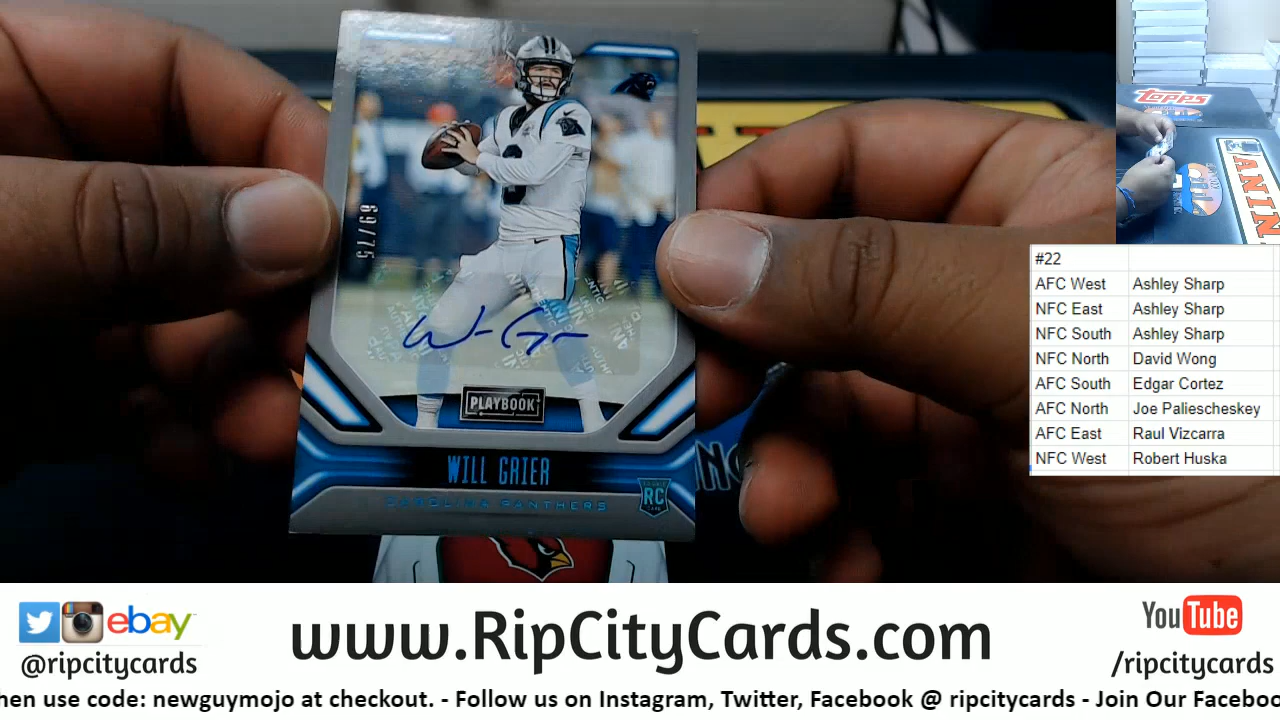 69/75
PLAYBOOK
WILL GRIER
CAROLINA PANTHERS
RC
TOPPS
ANIN
#22
AFC West Ashley Sharp
NFC East Ashley Sharp
NFC South Ashley Sharp
NFC North David Wong
AFC South Edgar Cortez
AFC North Joe Paliescheskey
AFC East Raul Vizcarra
NFC West Robert Huska
ebay
@ripcitycards
www.RipCityCards.com
YouTube
/ripcitycards
hen use code: newguymojo at checkout. - Follow us on Instagram, Twitter, Facebook @ ripcitycards - Join Our Faceboo